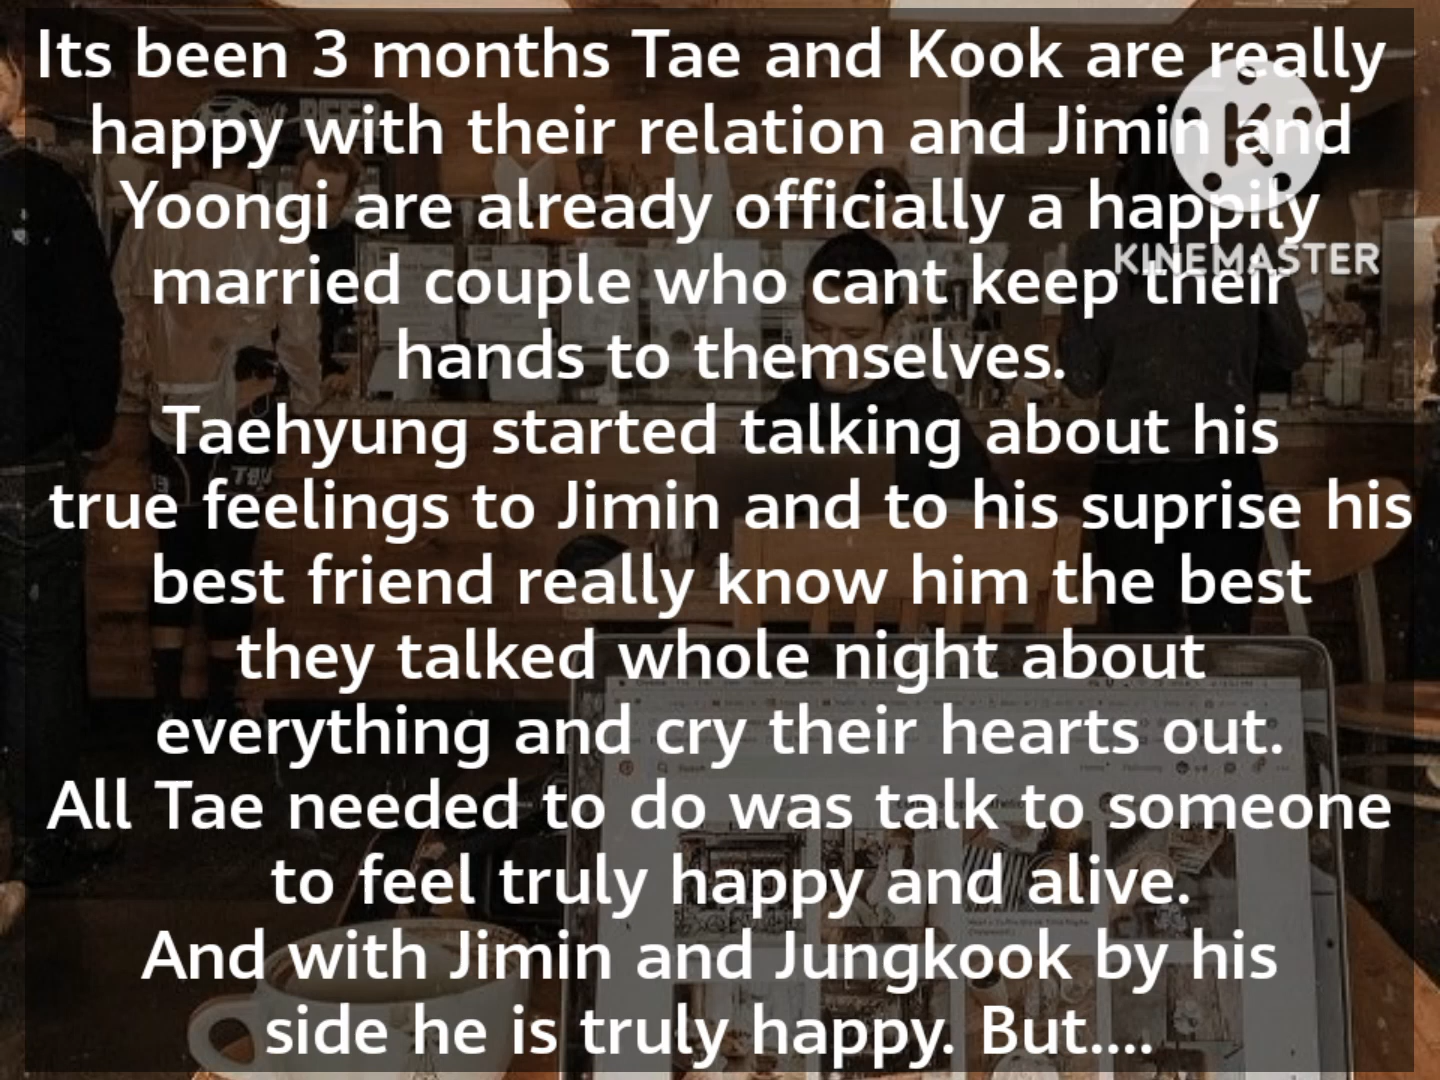 Its been 3 months Tae and Kook are really
happy with their relation and Jimin and
Yoongi are already officially a happily
married couple who cant keep their
hands to themselves.
Taehyung started talking about his
true feelings to Jimin and to his suprise his
best friend really know him the best
they talked whole night about
everything and cry their hearts out.
All Tae needed to do was talk to someone
to feel truly happy and alive.
And with Jimin and Jungkook by his
side he is truly happy. But....
K
KINEMASTER